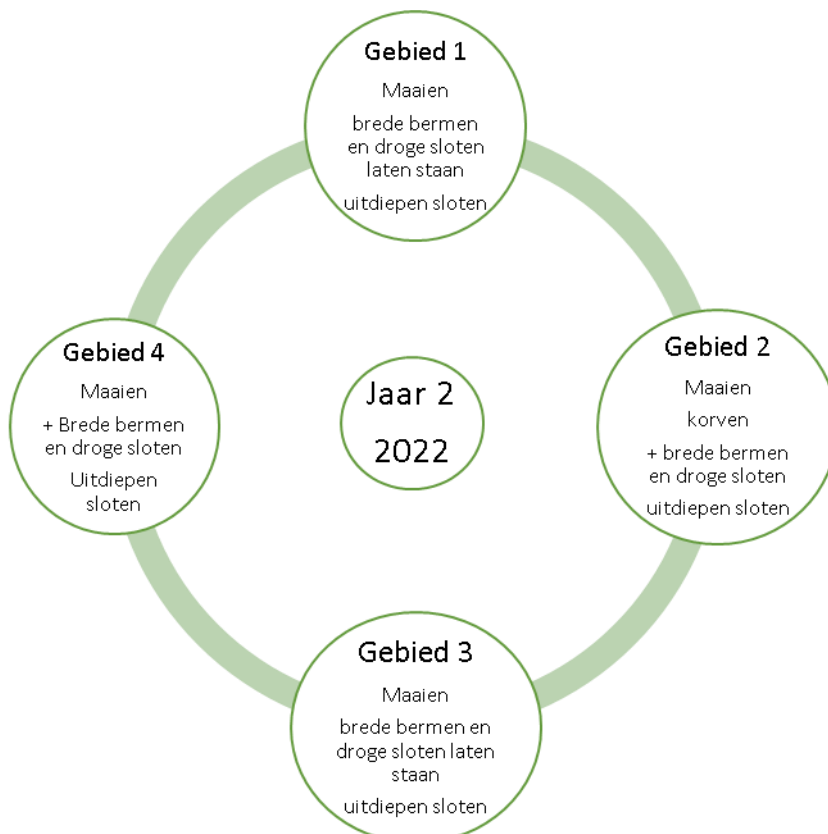 Gebied 1
Maaien
brede bermen
en droge sloten
laten staan
uitdiepen sloten
Gebied 2
Maaien
korven
+ brede bermen
en droge sloten
uitdiepen sloten
Gebied 3
Maaien
brede bermen en
droge sloten laten
staan
uitdiepen sloten
Gebied 4
Maaien
+ Brede bermen
en droge sloten
Uitdiepen
sloten
Jaar 2
2022